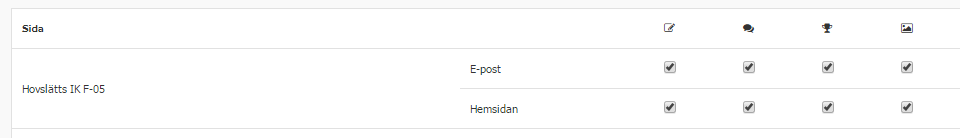 Sida
E-post
Hovslätts IK F-05
Hemsidan